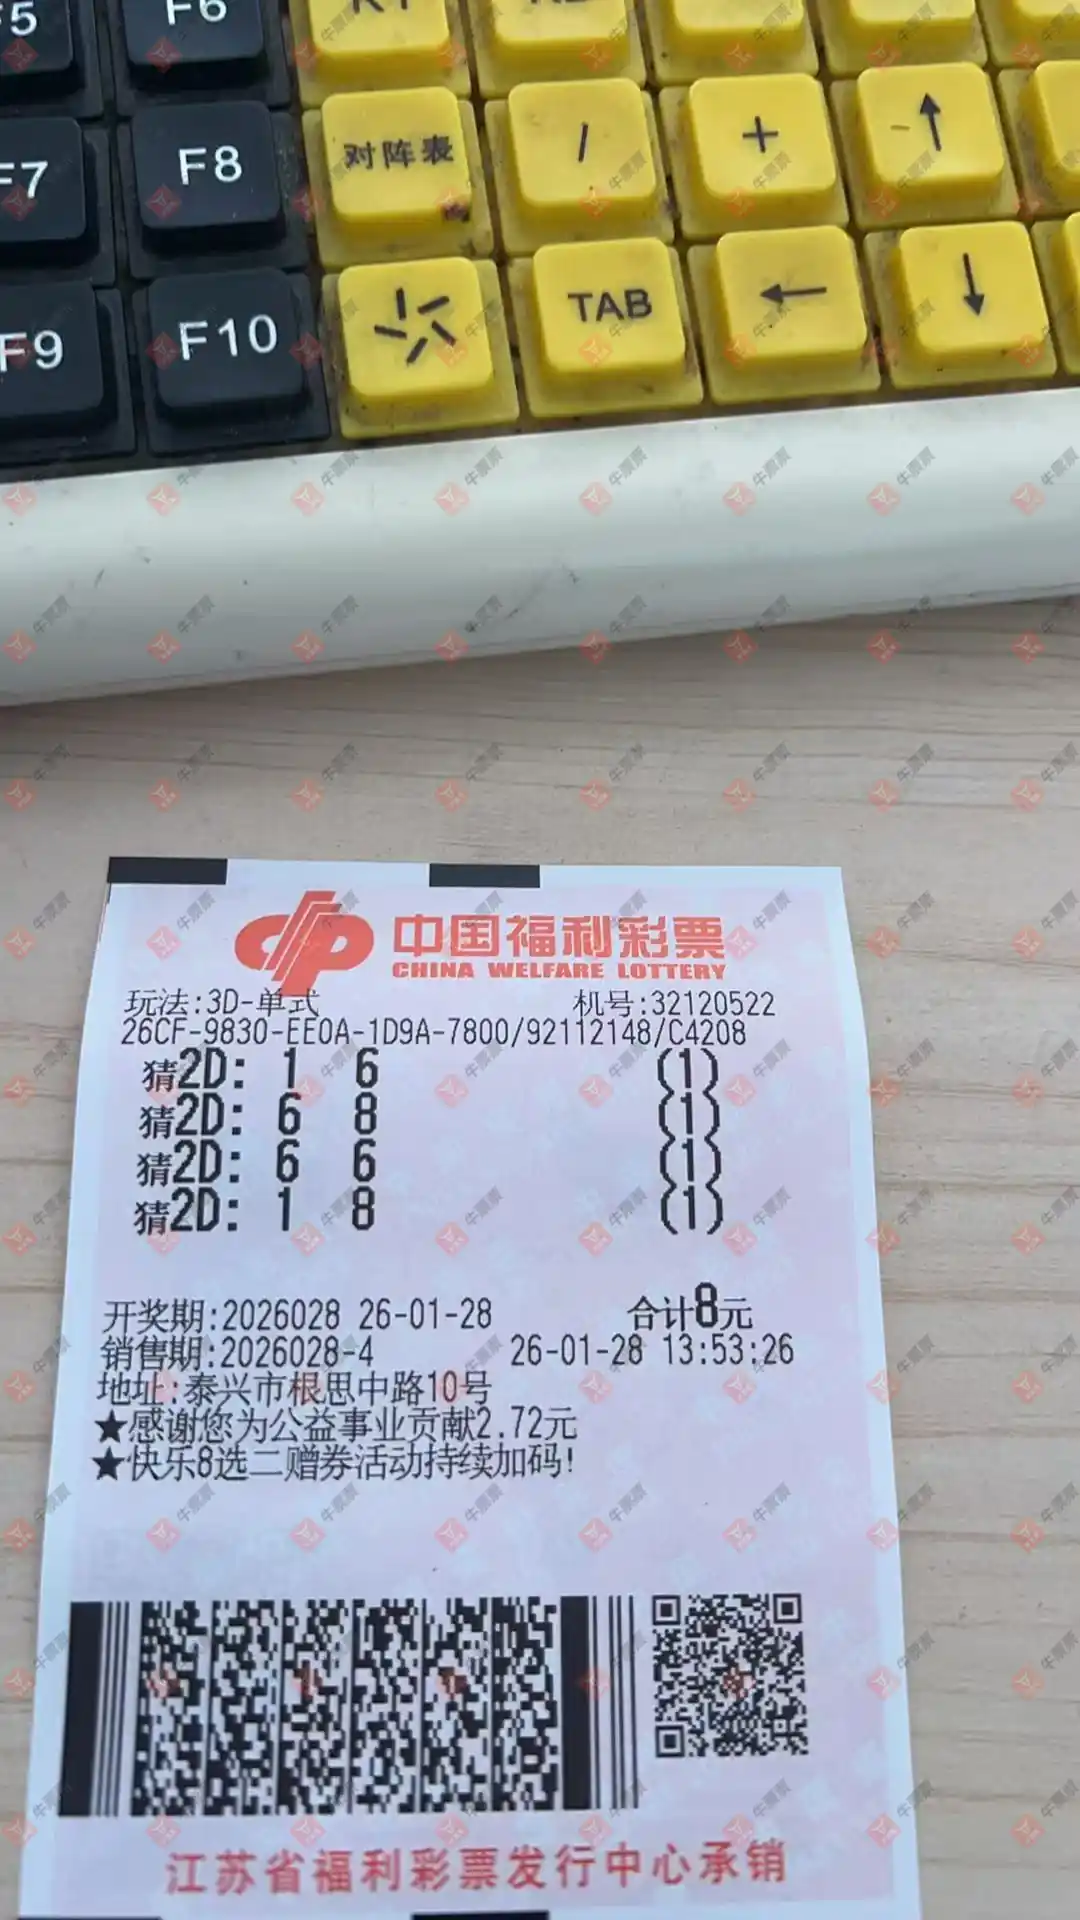 F5 F6
F7 F8 对阵表 / + ↑
F9 F10 TAB ← ↓
中国福利彩票
CHINA WELFARE LOTTERY
玩法:3D-单式 机号:32120522
26CF-9830-EE0A-1D9A-7800/92112148/C4208
猜2D: 1 6 (1)
猜2D: 6 8 (1)
猜2D: 6 6 (1)
猜2D: 1 8 (1)
开奖期:2026028 26-01-28 合计8元
销售期:2026028-4 26-01-28 13:53:26
地址:泰兴市根思中路10号
★感谢您为公益事业贡献2.72元
★快乐8选二赠券活动持续加码!
江苏省福利彩票发行中心承销
牛票票